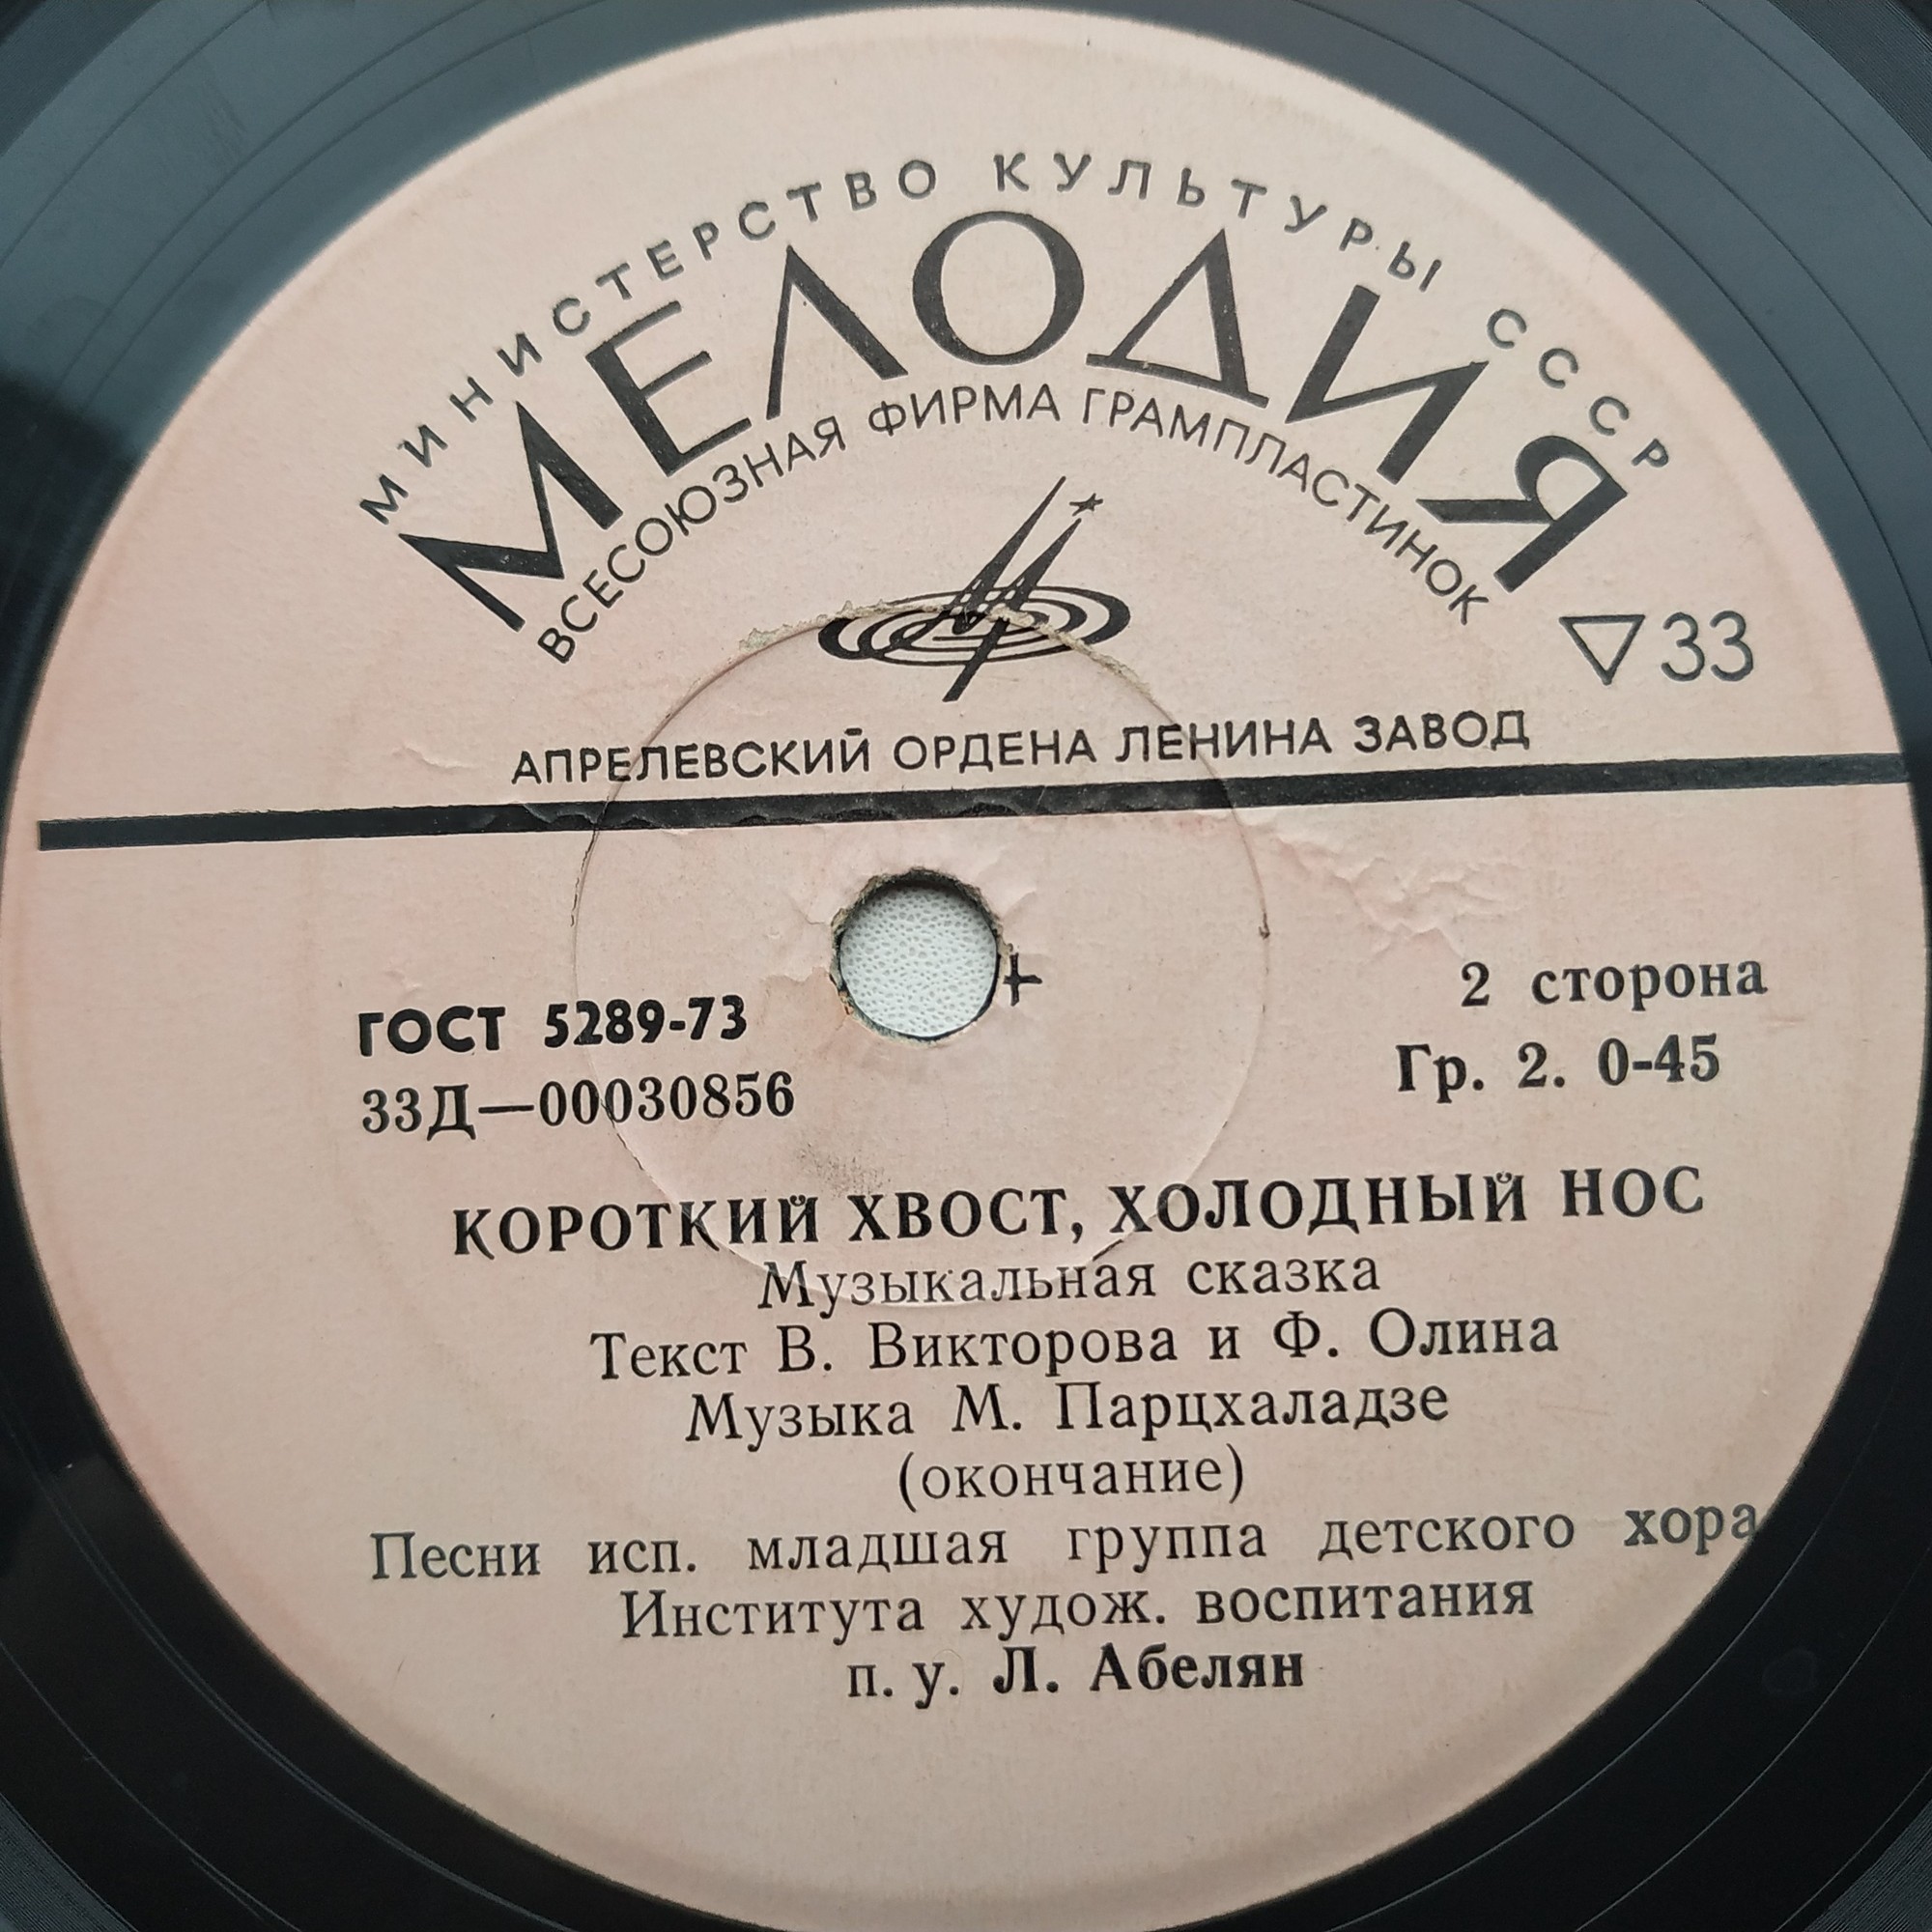 МИНИСТЕРСТВО КУЛЬТУРЫ СССР
МЕЛОДИЯ
ВСЕСОЮЗНАЯ ФИРМА ГРАМПЛАСТИНОК
▽33
АПРЕЛЕВСКИЙ ОРДЕНА ЛЕНИНА ЗАВОД
2 сторона
ГОСТ 5289-73
Гр. 2. 0-45
33Д—00030856
КОРОТКИЙ ХВОСТ, ХОЛОДНЫЙ НОС
Музыкальная сказка
Текст В. Викторова и Ф. Олина
Музыка М. Парцхаладзе
(окончание)
Песни исп. младшая группа детского хора
Института худож. воспитания
п. у. Л. Абелян